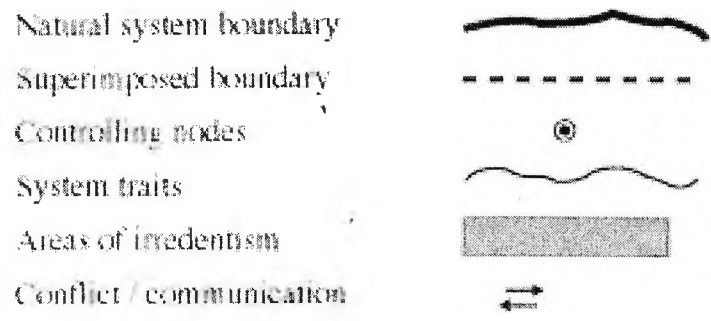 Natural system boundary
Superimposed boundary
Controlling nodes
System traits
Areas of irredentism
Conflict / communication